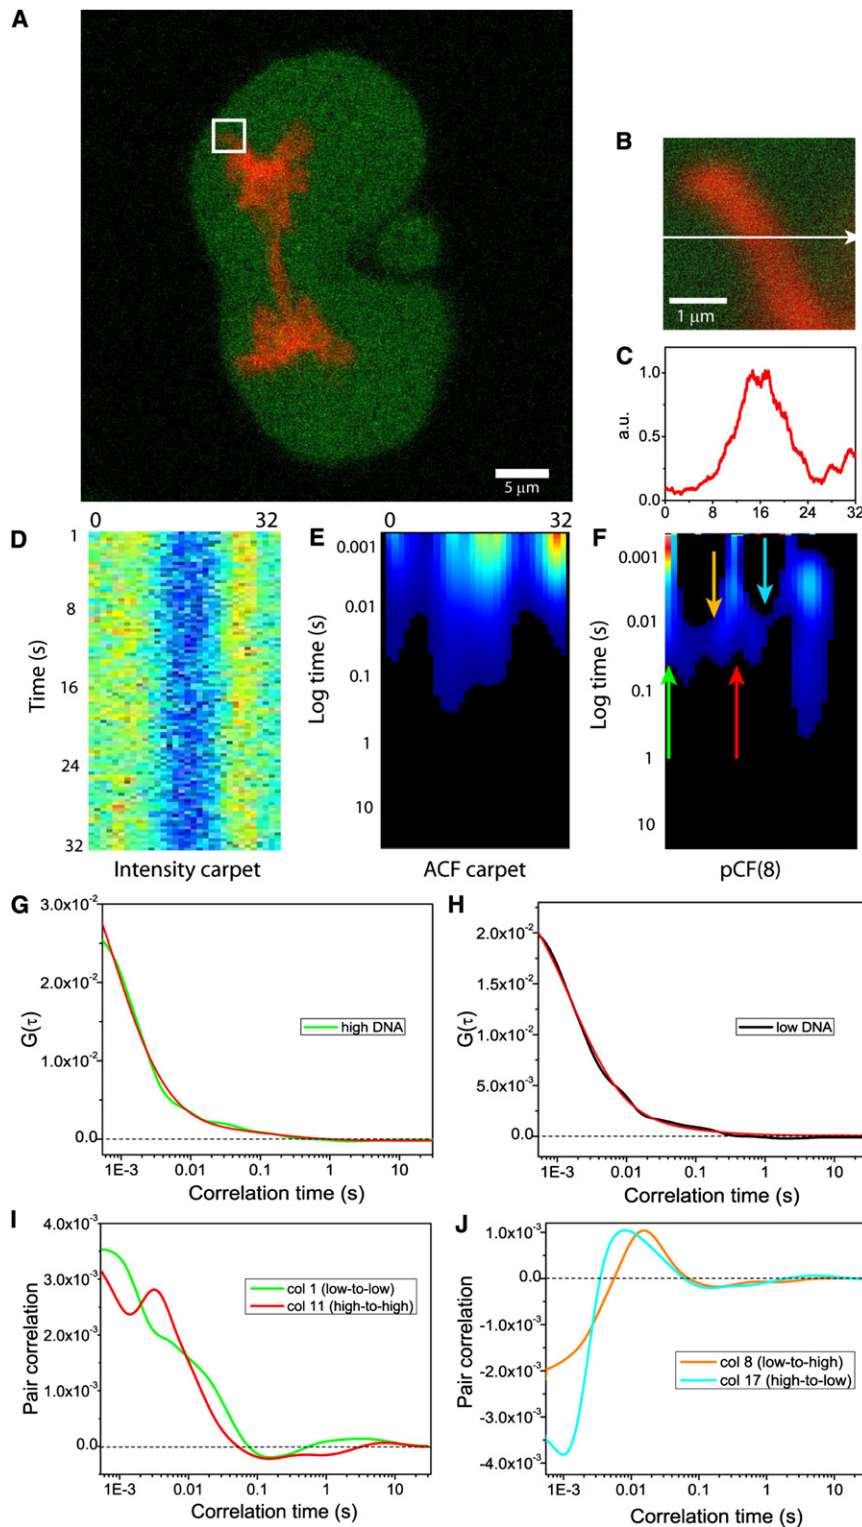 A
5 μm
B
1 μm
C
1.0
0.5
0.0
a.u.
0 8 16 24 32
D
0 32
1
8
16
24
32
Time (s)
Intensity carpet
E
0 32
0.001
0.01
0.1
1
10
Log time (s)
ACF carpet
F
0.001
0.01
0.1
1
10
Log time (s)
pCF(8)
G
3.0x10⁻²
2.0x10⁻²
1.0x10⁻²
0.0
G(τ)
high DNA
1E-3 0.01 0.1 1 10
Correlation time (s)
H
2.0x10⁻²
1.5x10⁻²
1.0x10⁻²
5.0x10⁻³
0.0
G(τ)
low DNA
1E-3 0.01 0.1 1 10
Correlation time (s)
I
4.0x10⁻³
3.0x10⁻³
2.0x10⁻³
1.0x10⁻³
0.0
Pair correlation
col 1 (low-to-low)
col 11 (high-to-high)
1E-3 0.01 0.1 1 10
Correlation time (s)
J
1.0x10⁻³
0.0
-1.0x10⁻³
-2.0x10⁻³
-3.0x10⁻³
-4.0x10⁻³
Pair correlation
col 8 (low-to-high)
col 17 (high-to-low)
1E-3 0.01 0.1 1 10
Correlation time (s)